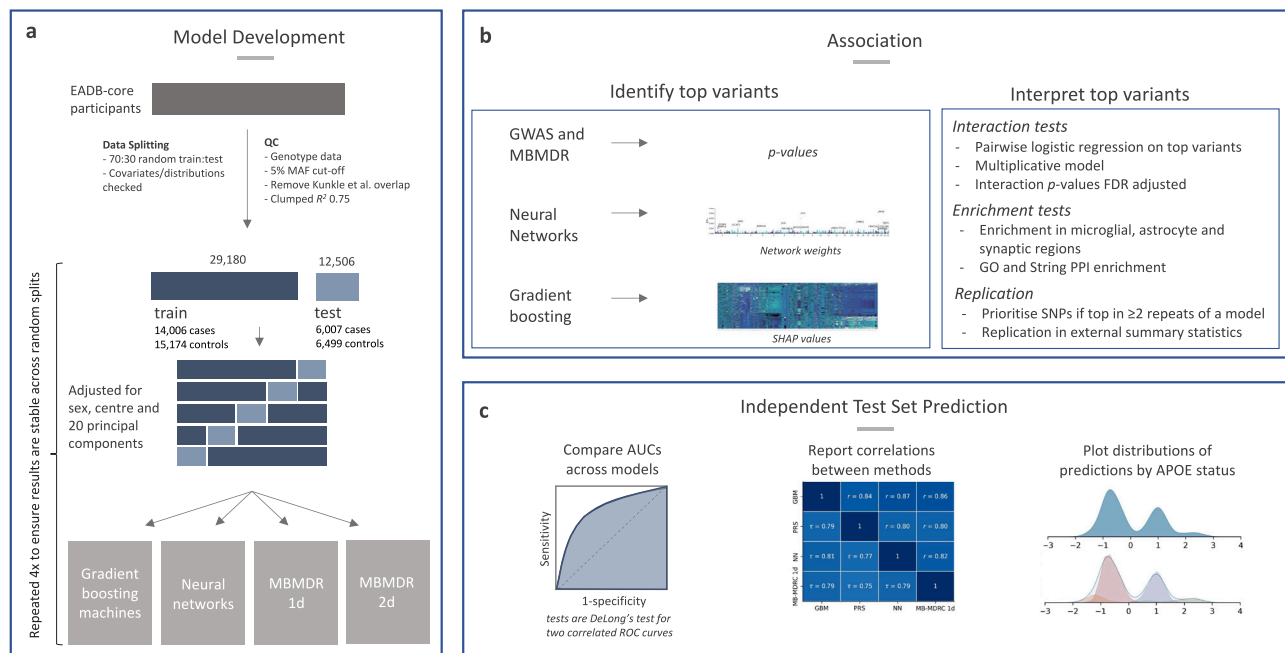 a
Model Development
EADB-core
participants
Data Splitting
- 70:30 random train:test
- Covariates/distributions
checked
QC
- Genotype data
- 5% MAF cut-off
- Remove Kunkle et al. overlap
- Clumped R² 0.75
Repeated 4x to ensure results are stable across random splits
29,180
12,506
train
14,006 cases
15,174 controls
test
6,007 cases
6,499 controls
Adjusted for
sex, centre and
20 principal
components
Gradient
boosting
machines
Neural
networks
MBMDR
1d
MBMDR
2d
b
Association
Identify top variants
GWAS and
MBMDR
p-values
Neural
Networks
Network weights
Gradient
boosting
SHAP values
Interpret top variants
Interaction tests
- Pairwise logistic regression on top variants
- Multiplicative model
- Interaction p-values FDR adjusted
Enrichment tests
- Enrichment in microglial, astrocyte and
synaptic regions
- GO and String PPI enrichment
Replication
- Prioritise SNPs if top in ≥2 repeats of a model
- Replication in external summary statistics
c
Independent Test Set Prediction
Compare AUCs
across models
Sensitivity
1-specificity
tests are DeLong's test for
two correlated ROC curves
Report correlations
between methods
GBM 1 r = 0.84 r = 0.87 r = 0.86
PRS τ = 0.79 1 r = 0.80 r = 0.80
NN τ = 0.81 τ = 0.77 1 r = 0.82
MB-MDRC 1d τ = 0.79 τ = 0.75 τ = 0.79 1
GBM PRS NN MB-MDRC 1d
Plot distributions of
predictions by APOE status
−3 −2 −1 0 1 2 3 4
−3 −2 −1 0 1 2 3 4